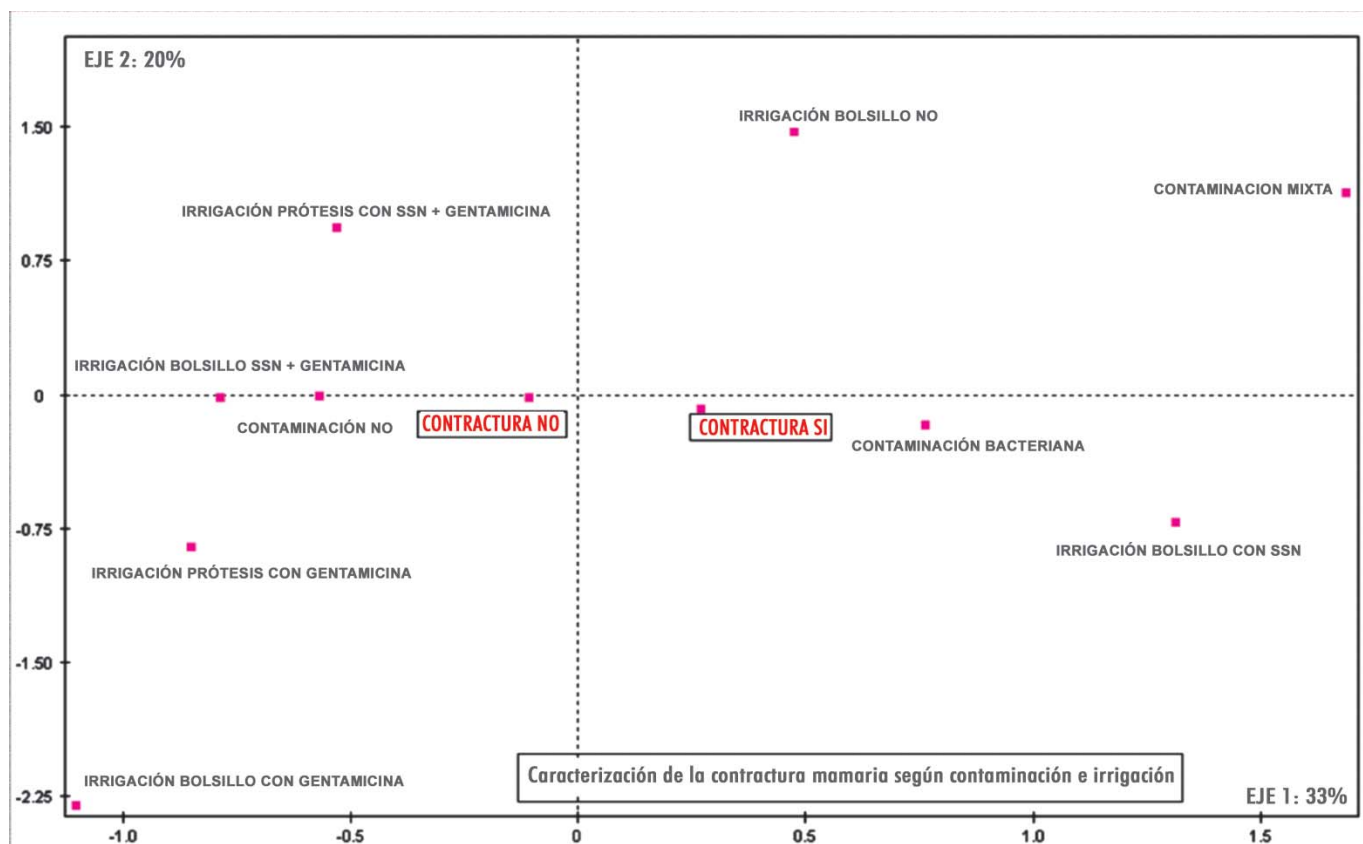 EJE 2: 20%
IRRIGACIÓN BOLSILLO NO
1.50
CONTAMINACION MIXTA
IRRIGACIÓN PRÓTESIS CON SSN + GENTAMICINA
0.75
IRRIGACIÓN BOLSILLO SSN + GENTAMICINA
0
CONTAMINACIÓN NO
CONTRACTURA NO
CONTRACTURA SI
CONTAMINACIÓN BACTERIANA
-0.75
IRRIGACIÓN BOLSILLO CON SSN
IRRIGACIÓN PRÓTESIS CON GENTAMICINA
-1.50
Caracterización de la contractura mamaria según contaminación e irrigación
IRRIGACIÓN BOLSILLO CON GENTAMICINA
-2.25
EJE 1: 33%
-1.0 -0.5 0 0.5 1.0 1.5